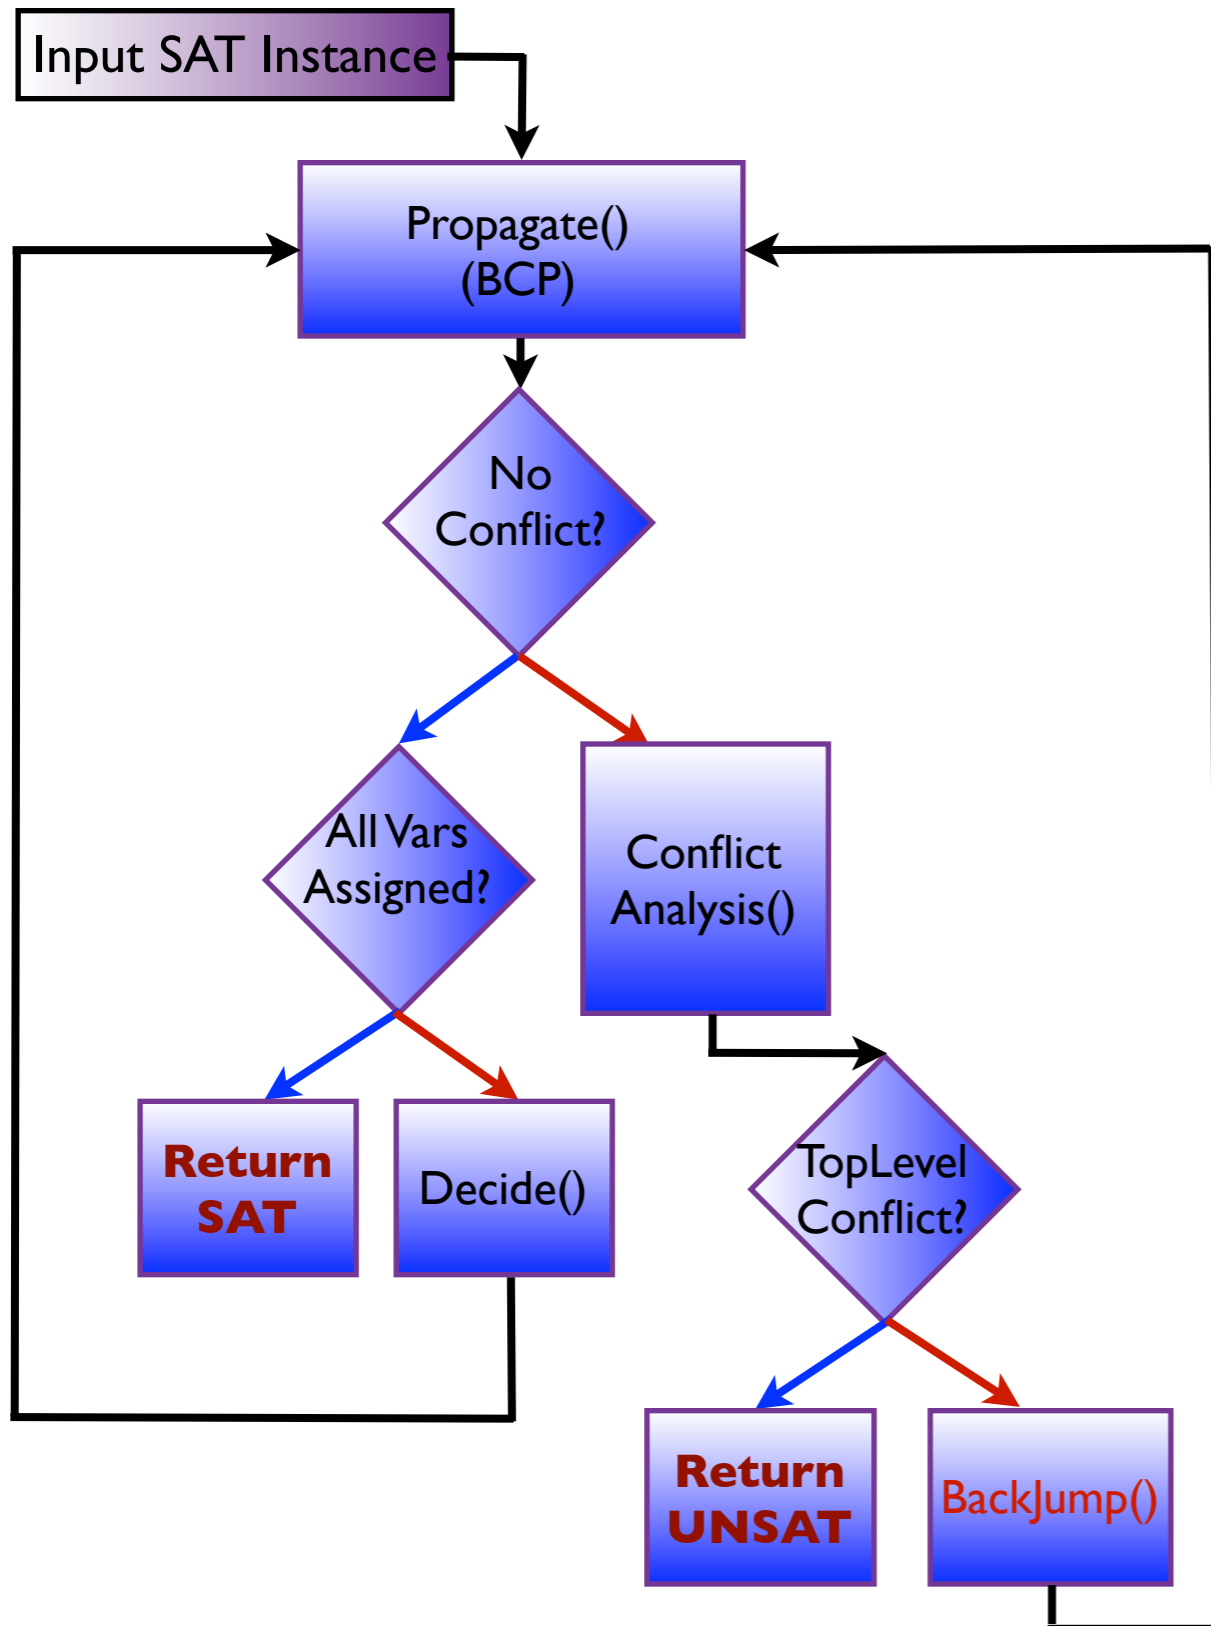 Input SAT Instance
Propagate()
(BCP)
No
Conflict?
All Vars
Assigned?
Conflict
Analysis()
Return
SAT
Decide()
TopLevel
Conflict?
Return
UNSAT
BackJump()